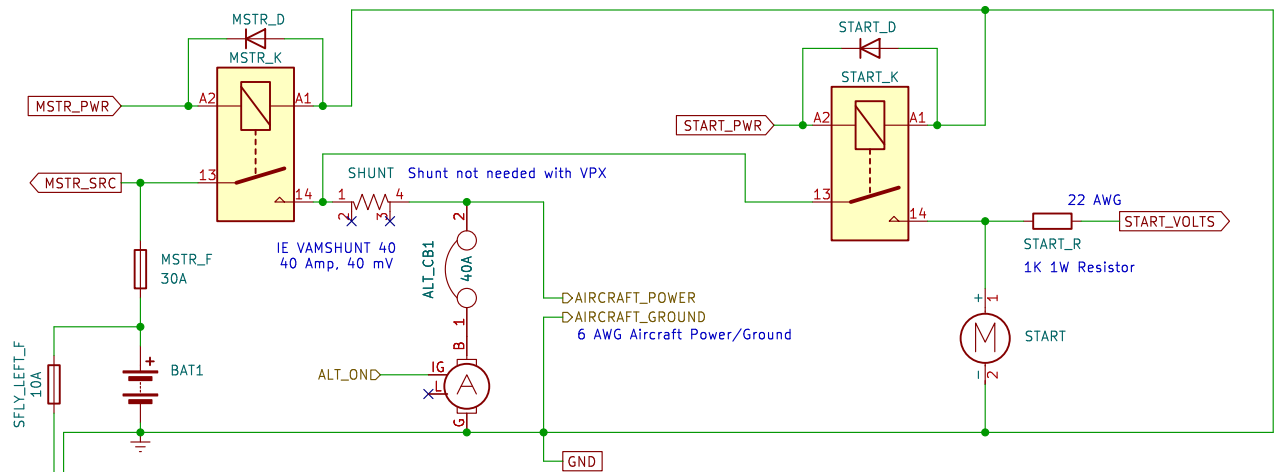 MSTR_D
MSTR_K
MSTR_PWR
A2
A1
MSTR_SRC
13
14
MSTR_F
30A
SFLY_LEFT_F
10A
BAT1
+
SHUNT
Shunt not needed with VPX
1
4
2
3
IE VAMSHUNT 40
40 Amp, 40 mV
2
ALT_CB1
40A
1
B
ALT_ON
IG
L
A
G
AIRCRAFT_POWER
AIRCRAFT_GROUND
6 AWG Aircraft Power/Ground
GND
START_D
START_K
START_PWR
A2
A1
13
14
22 AWG
START_VOLTS
START_R
1K 1W Resistor
+
1
M
START
-
2